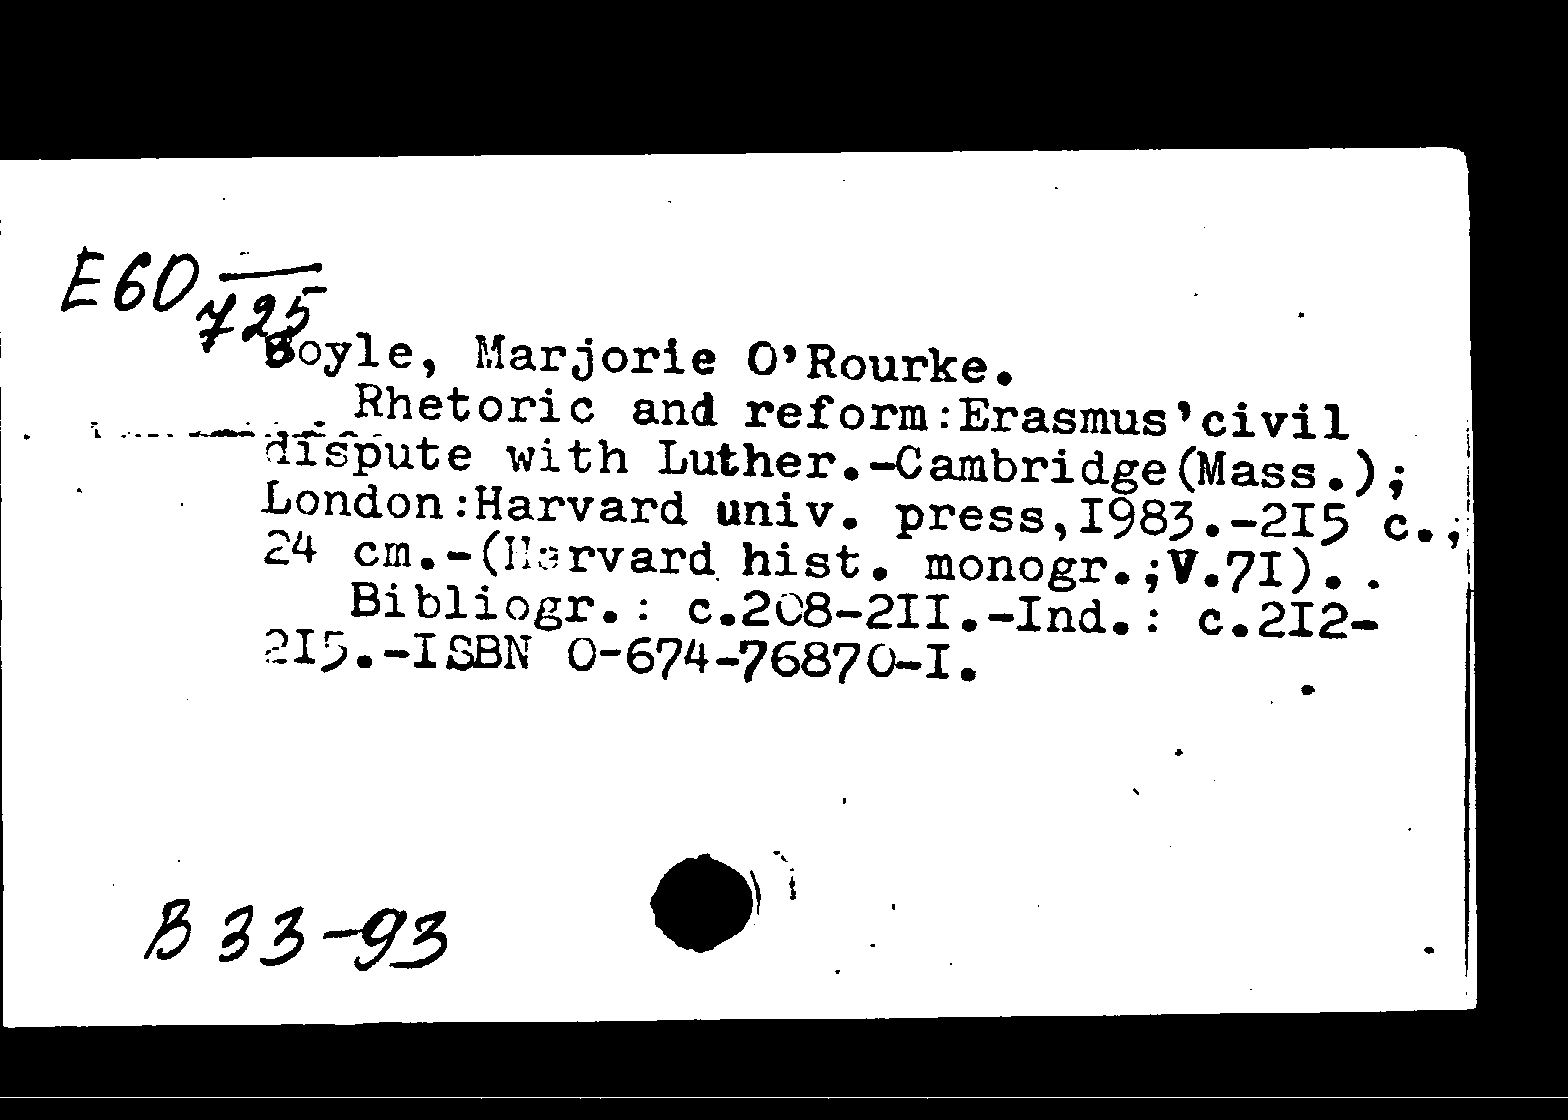 E60 725
Boyle, Marjorie O'Rourke.
Rhetoric and reform:Erasmus'civil
dispute with Luther.-Cambridge(Mass.);
London:Harvard univ. press,I983.-2I5 c.;
24 cm.-(Harvard hist. monogr.;V.7I).
Bibliogr.: c.208-2II.-Ind.: c.2I2-
2I5.-ISBN 0-674-76870-I.
B 33-93